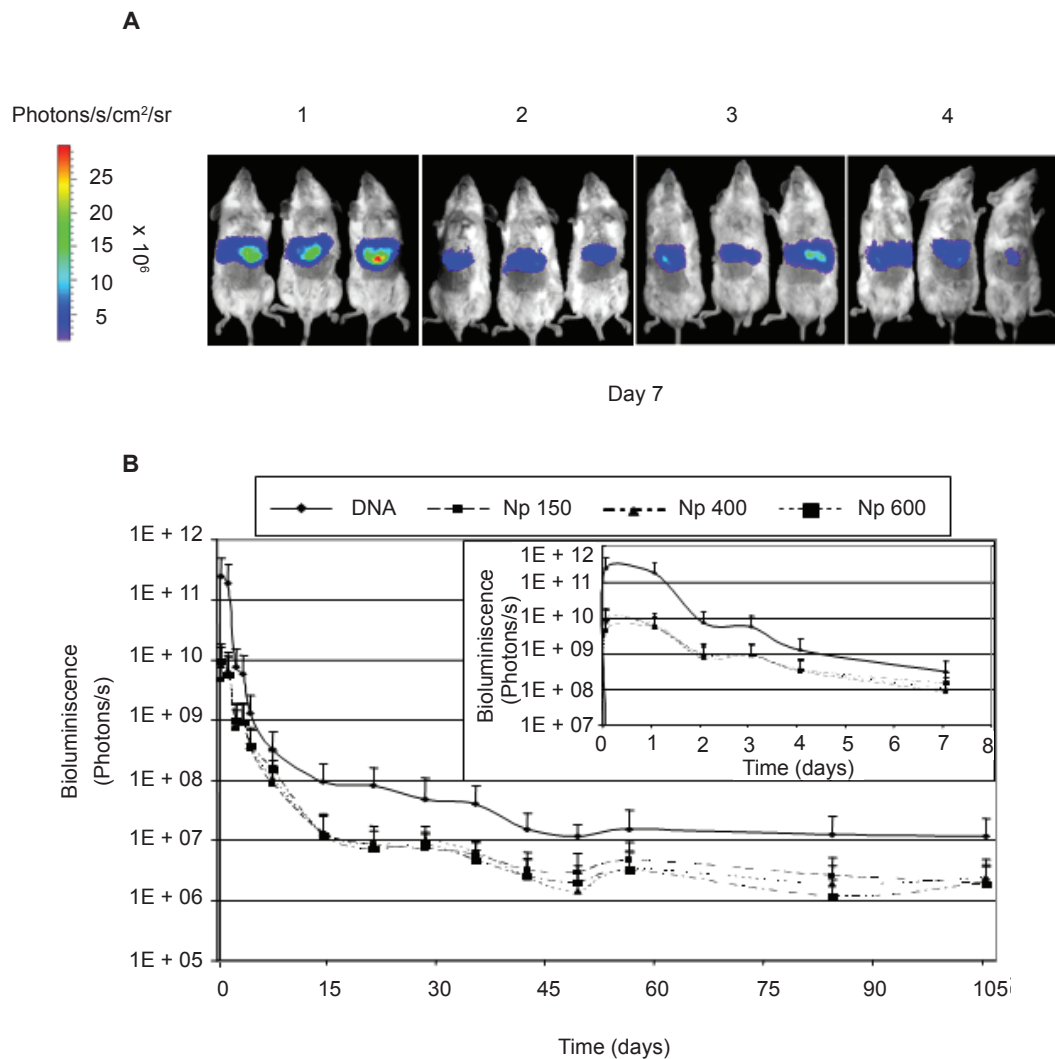 A
Photons/s/cm²/sr
1 2 3 4
25
20
15
10
5
x 10⁶
Day 7
B
DNA Np 150 Np 400 Np 600
Bioluminiscence
(Photons/s)
1E + 12
1E + 11
1E + 10
1E + 09
1E + 08
1E + 07
1E + 06
1E + 05
0 15 30 45 60 75 90 105
Time (days)
Bioluminiscence
(Photons/s)
1E + 12
1E + 11
1E + 10
1E + 09
1E + 08
1E + 07
0 1 2 3 4 5 6 7 8
Time (days)